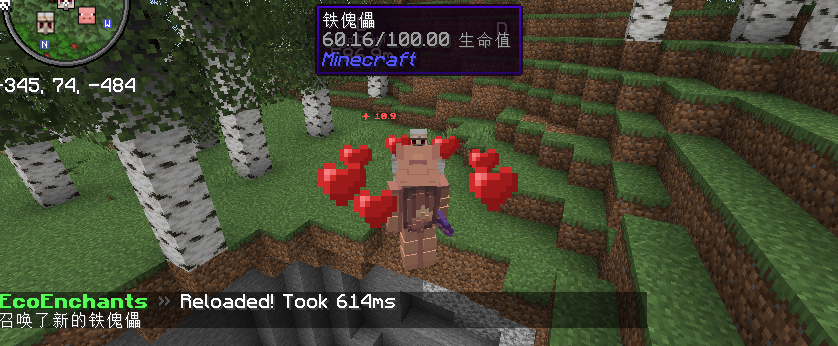 铁傀儡
60.16/100.00 生命值
Minecraft
W
N
-345, 74, -484
+ 10.9
EcoEnchants » Reloaded! Took 614ms
召唤了新的铁傀儡